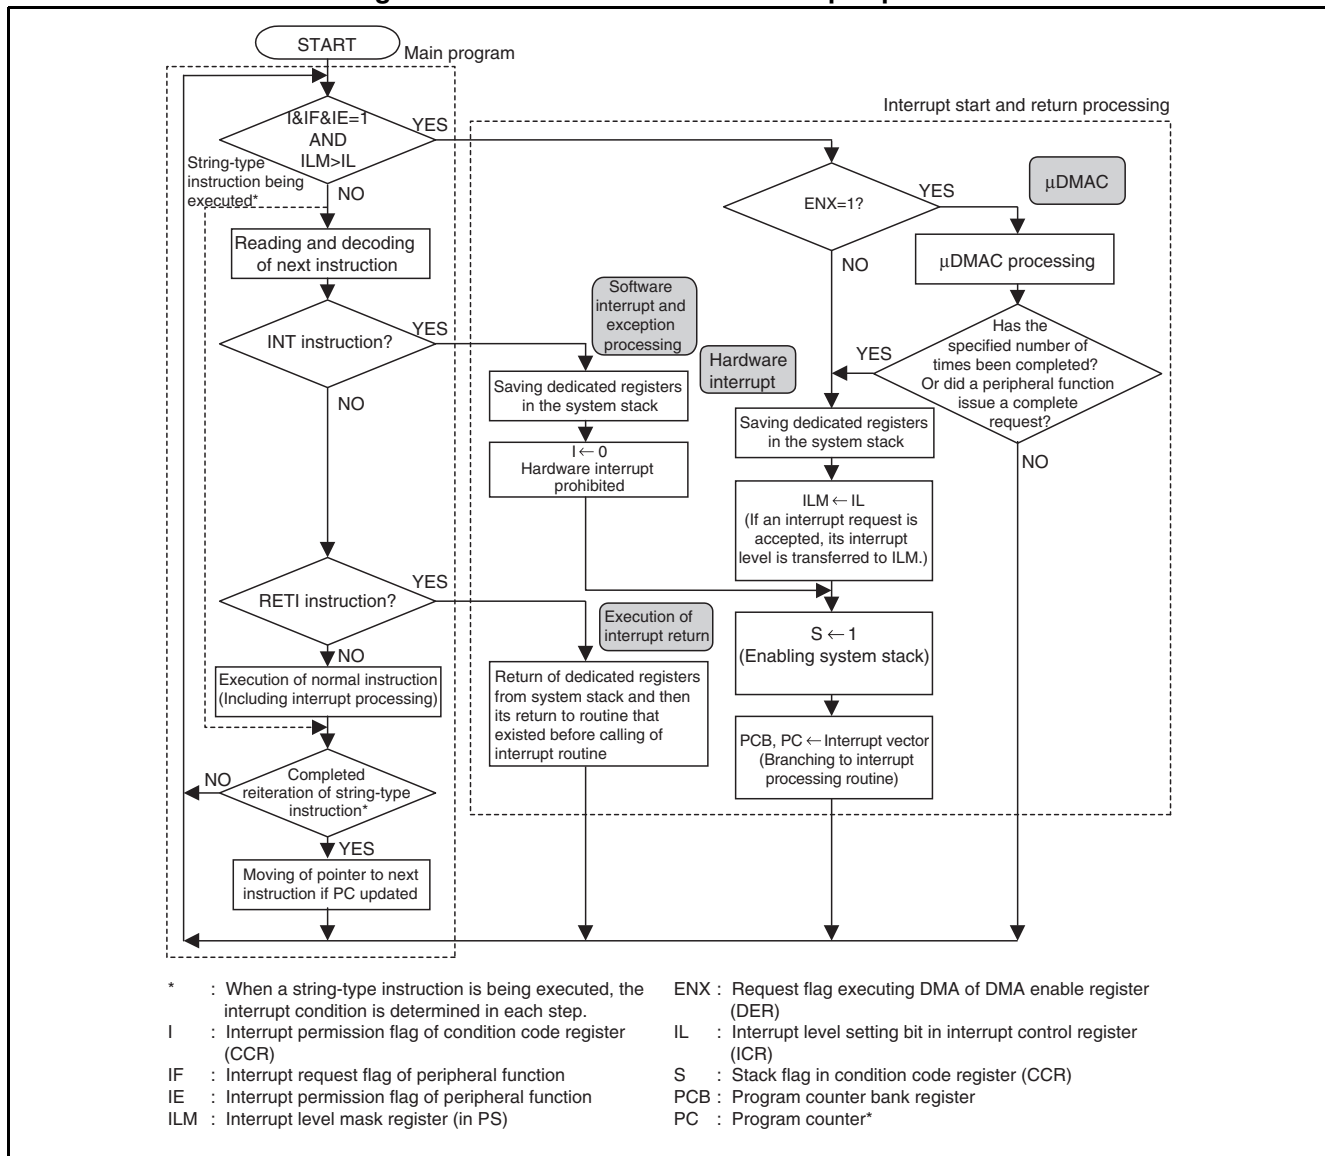 START
Main program
Interrupt start and return processing
I&IF&IE=1
AND
ILM>IL
YES
String-type
instruction being
executed*
NO
ENX=1?
YES
μDMAC
Reading and decoding
of next instruction
NO
μDMAC processing
INT instruction?
YES
Software
interrupt and
exception
processing
Hardware
interrupt
YES
Has the
specified number of
times been completed?
Or did a peripheral function
issue a complete
request?
NO
Saving dedicated registers
in the system stack
Saving dedicated registers
in the system stack
NO
I ← 0
Hardware interrupt
prohibited
ILM ← IL
(If an interrupt request is
accepted, its interrupt
level is transferred to ILM.)
RETI instruction?
YES
Execution of
interrupt return
S ← 1
(Enabling system stack)
NO
Execution of normal instruction
(Including interrupt processing)
Return of dedicated registers
from system stack and then
its return to routine that
existed before calling of
interrupt routine
PCB, PC ← Interrupt vector
(Branching to interrupt
processing routine)
NO
Completed
reiteration of string-type
instruction*
YES
Moving of pointer to next
instruction if PC updated
* : When a string-type instruction is being executed, the
interrupt condition is determined in each step.
I : Interrupt permission flag of condition code register
(CCR)
IF : Interrupt request flag of peripheral function
IE : Interrupt permission flag of peripheral function
ILM : Interrupt level mask register (in PS)
ENX : Request flag executing DMA of DMA enable register
(DER)
IL : Interrupt level setting bit in interrupt control register
(ICR)
S : Stack flag in condition code register (CCR)
PCB : Program counter bank register
PC : Program counter*